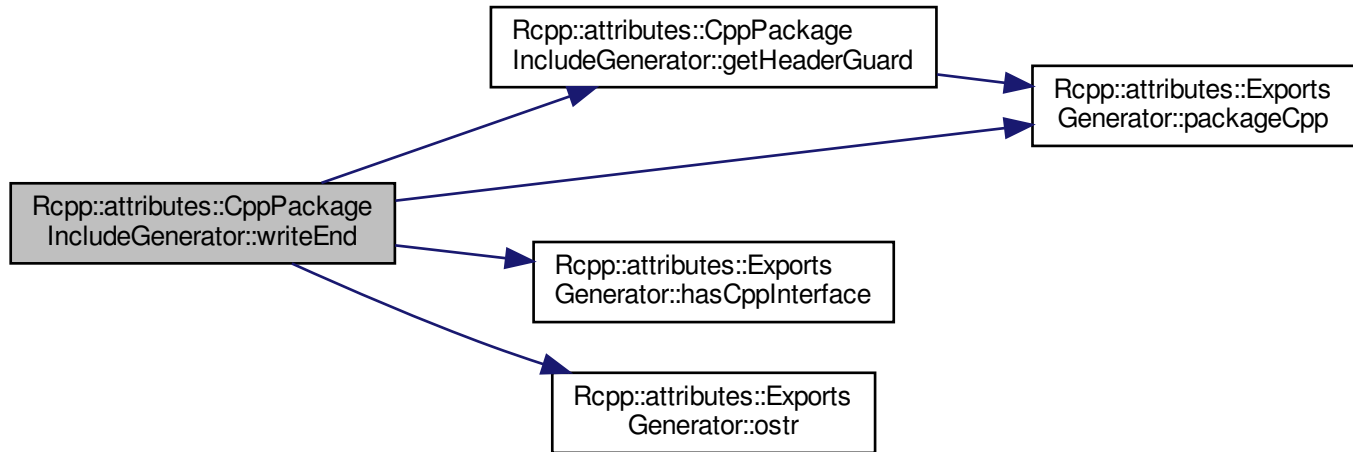 Rcpp::attributes::CppPackage
IncludeGenerator::getHeaderGuard
Rcpp::attributes::Exports
Generator::packageCpp
Rcpp::attributes::CppPackage
IncludeGenerator::writeEnd
Rcpp::attributes::Exports
Generator::hasCppInterface
Rcpp::attributes::Exports
Generator::ostr